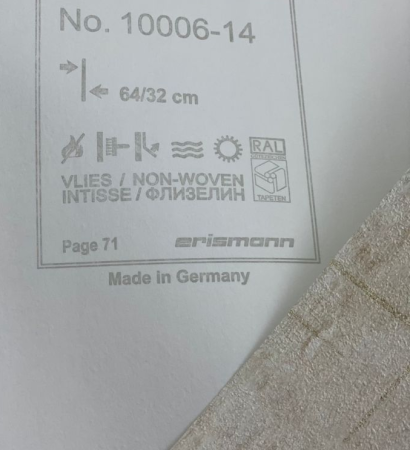 No. 10006-14
64/32 cm
RAL
VLIES / NON-WOVEN
INTISSE / ФЛИЗЕЛИН
TAPETEN
Page 71
erismann
Made in Germany